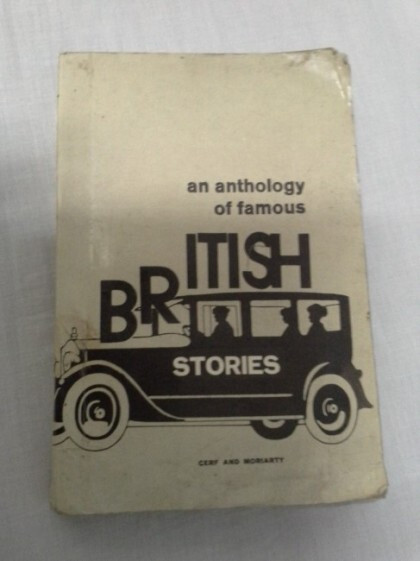 an anthology
of famous
BRITISH
STORIES
CERF AND MORIARTY